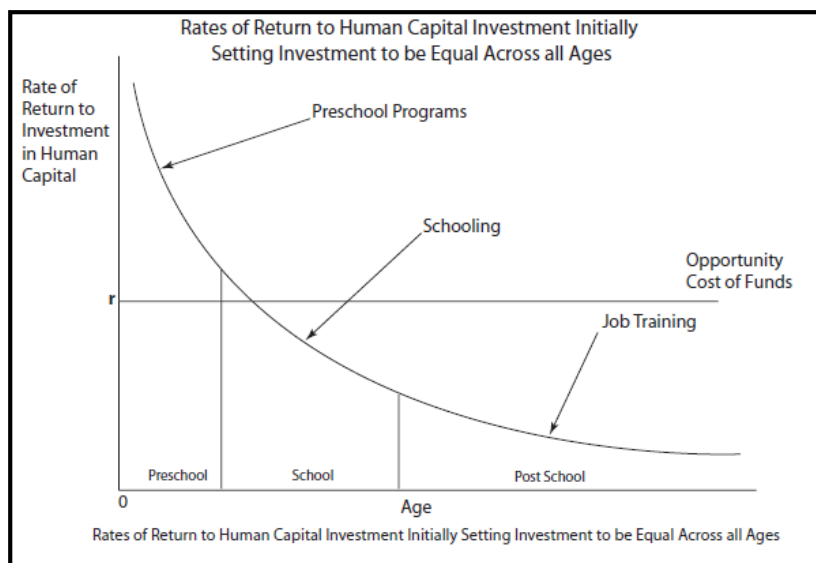 Rates of Return to Human Capital Investment Initially
Setting Investment to be Equal Across all Ages
Rate of
Return to
Investment
in Human
Capital
Preschool Programs
Schooling
Opportunity
Cost of Funds
r
Job Training
Preschool
School
Post School
0
Age
Rates of Return to Human Capital Investment Initially Setting Investment to be Equal Across all Ages